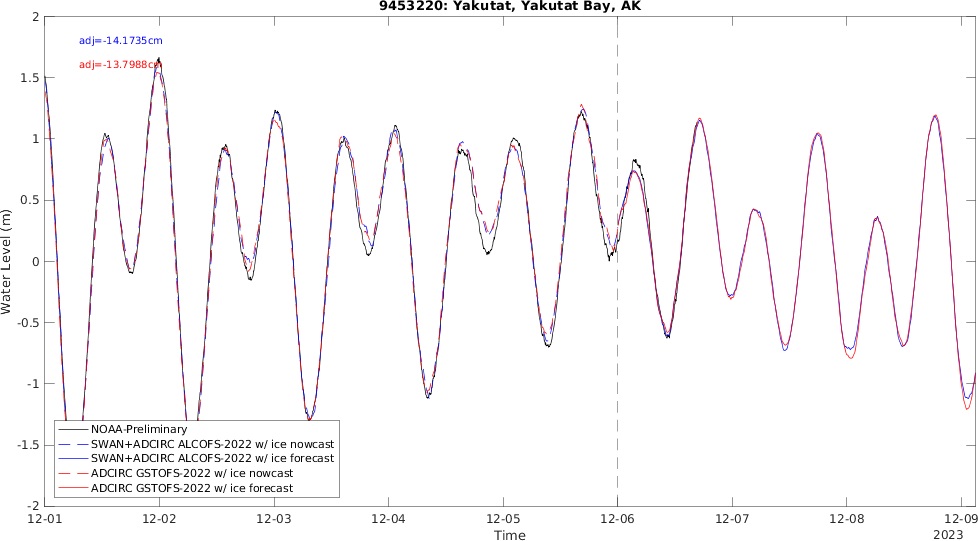 9453220: Yakutat, Yakutat Bay, AK
adj=-14.1735cm
adj=-13.7988cm
Water Level (m)
2
1.5
1
0.5
0
-0.5
-1
-1.5
-2
NOAA-Preliminary
SWAN+ADCIRC ALCOFS-2022 w/ ice nowcast
SWAN+ADCIRC ALCOFS-2022 w/ ice forecast
ADCIRC GSTOFS-2022 w/ ice nowcast
ADCIRC GSTOFS-2022 w/ ice forecast
12-01 12-02 12-03 12-04 12-05 12-06 12-07 12-08 12-09
Time
2023